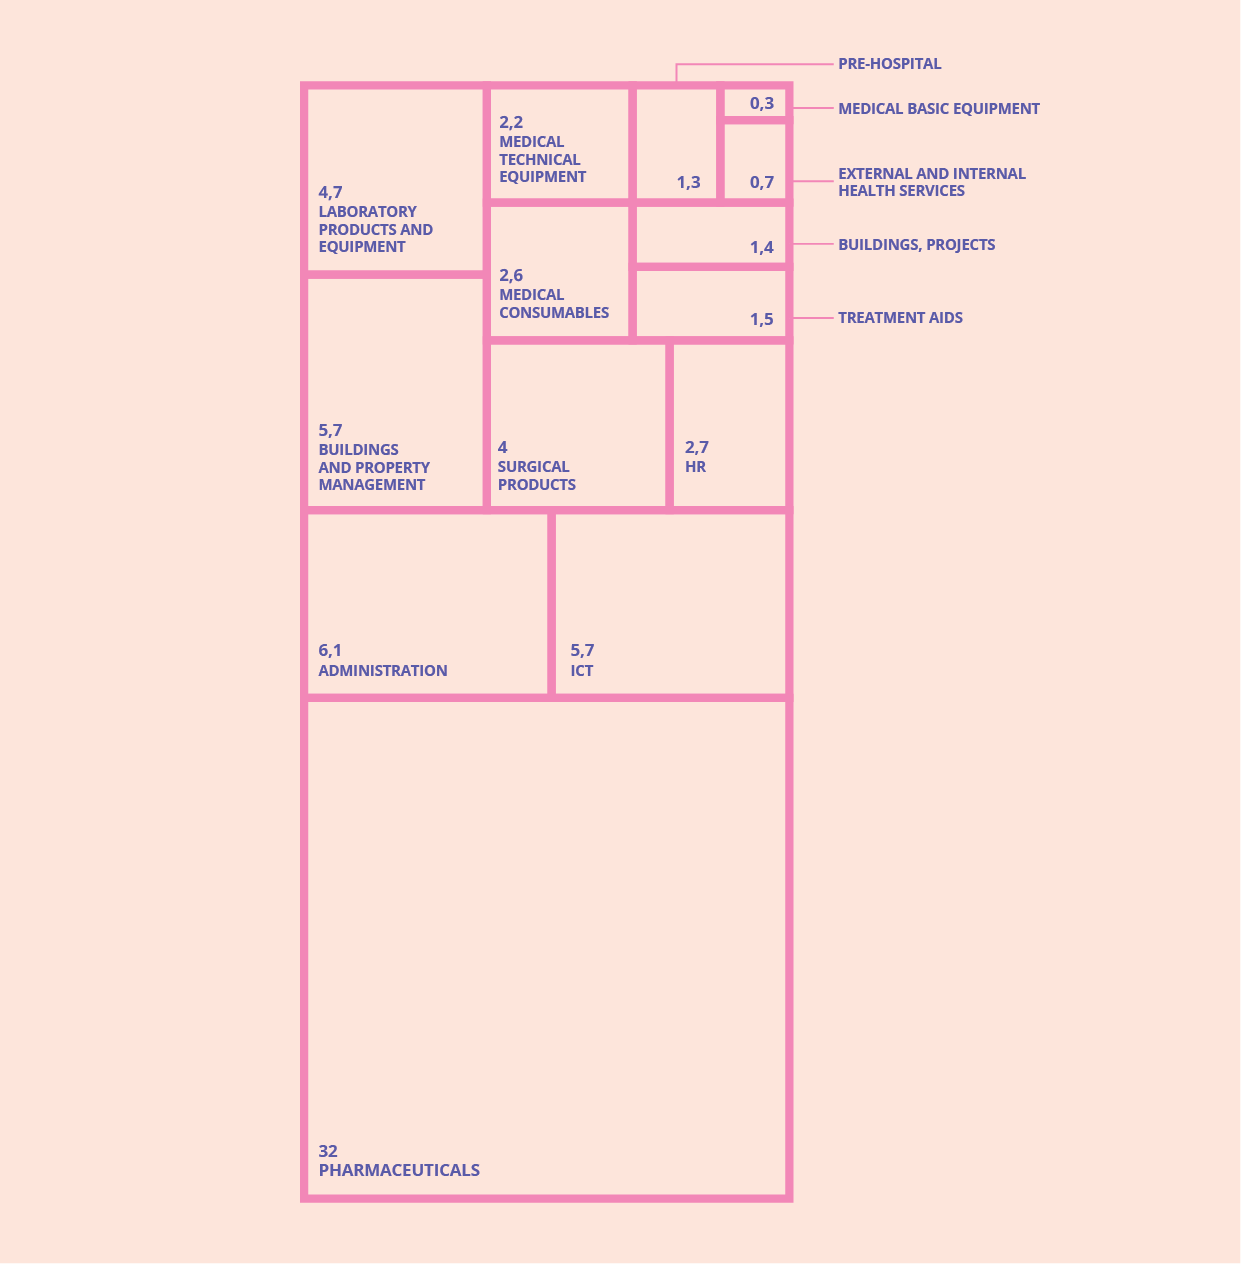 PRE-HOSPITAL
0,3
MEDICAL BASIC EQUIPMENT
2,2
MEDICAL
TECHNICAL
EQUIPMENT
1,3
0,7
EXTERNAL AND INTERNAL
HEALTH SERVICES
4,7
LABORATORY
PRODUCTS AND
EQUIPMENT
1,4
BUILDINGS, PROJECTS
2,6
MEDICAL
CONSUMABLES
1,5
TREATMENT AIDS
5,7
BUILDINGS
AND PROPERTY
MANAGEMENT
4
SURGICAL
PRODUCTS
2,7
HR
6,1
ADMINISTRATION
5,7
ICT
32
PHARMACEUTICALS